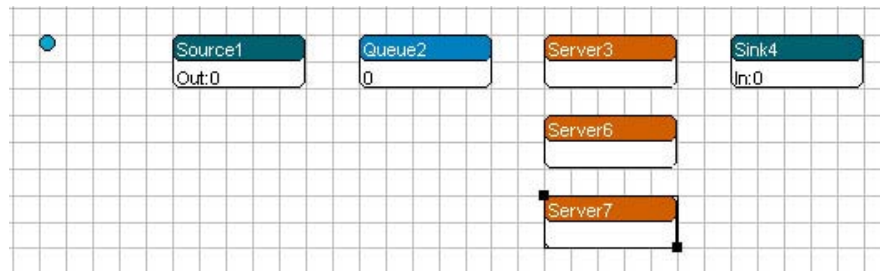 Source1
Out:0
Queue2
0
Server3
Sink4
In:0
Server6
Server7